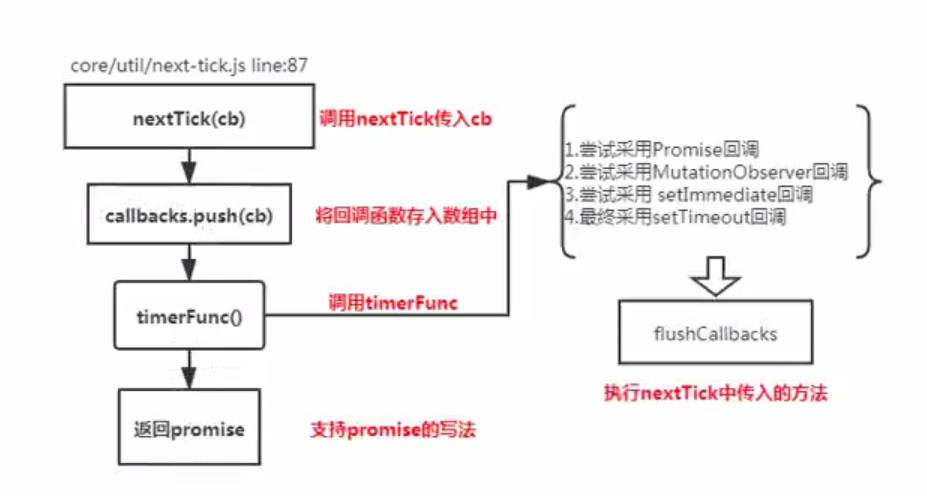 core/util/next-tick.js line:87
nextTick(cb)
调用nextTick传入cb
callbacks.push(cb)
将回调函数存入数组中
timerFunc()
调用timerFunc
返回promise
支持promise的写法
1.尝试采用Promise回调
2.尝试采用MutationObserver回调
3.尝试采用 setImmediate回调
4.最终采用setTimeout回调
flushCallbacks
执行nextTick中传入的方法